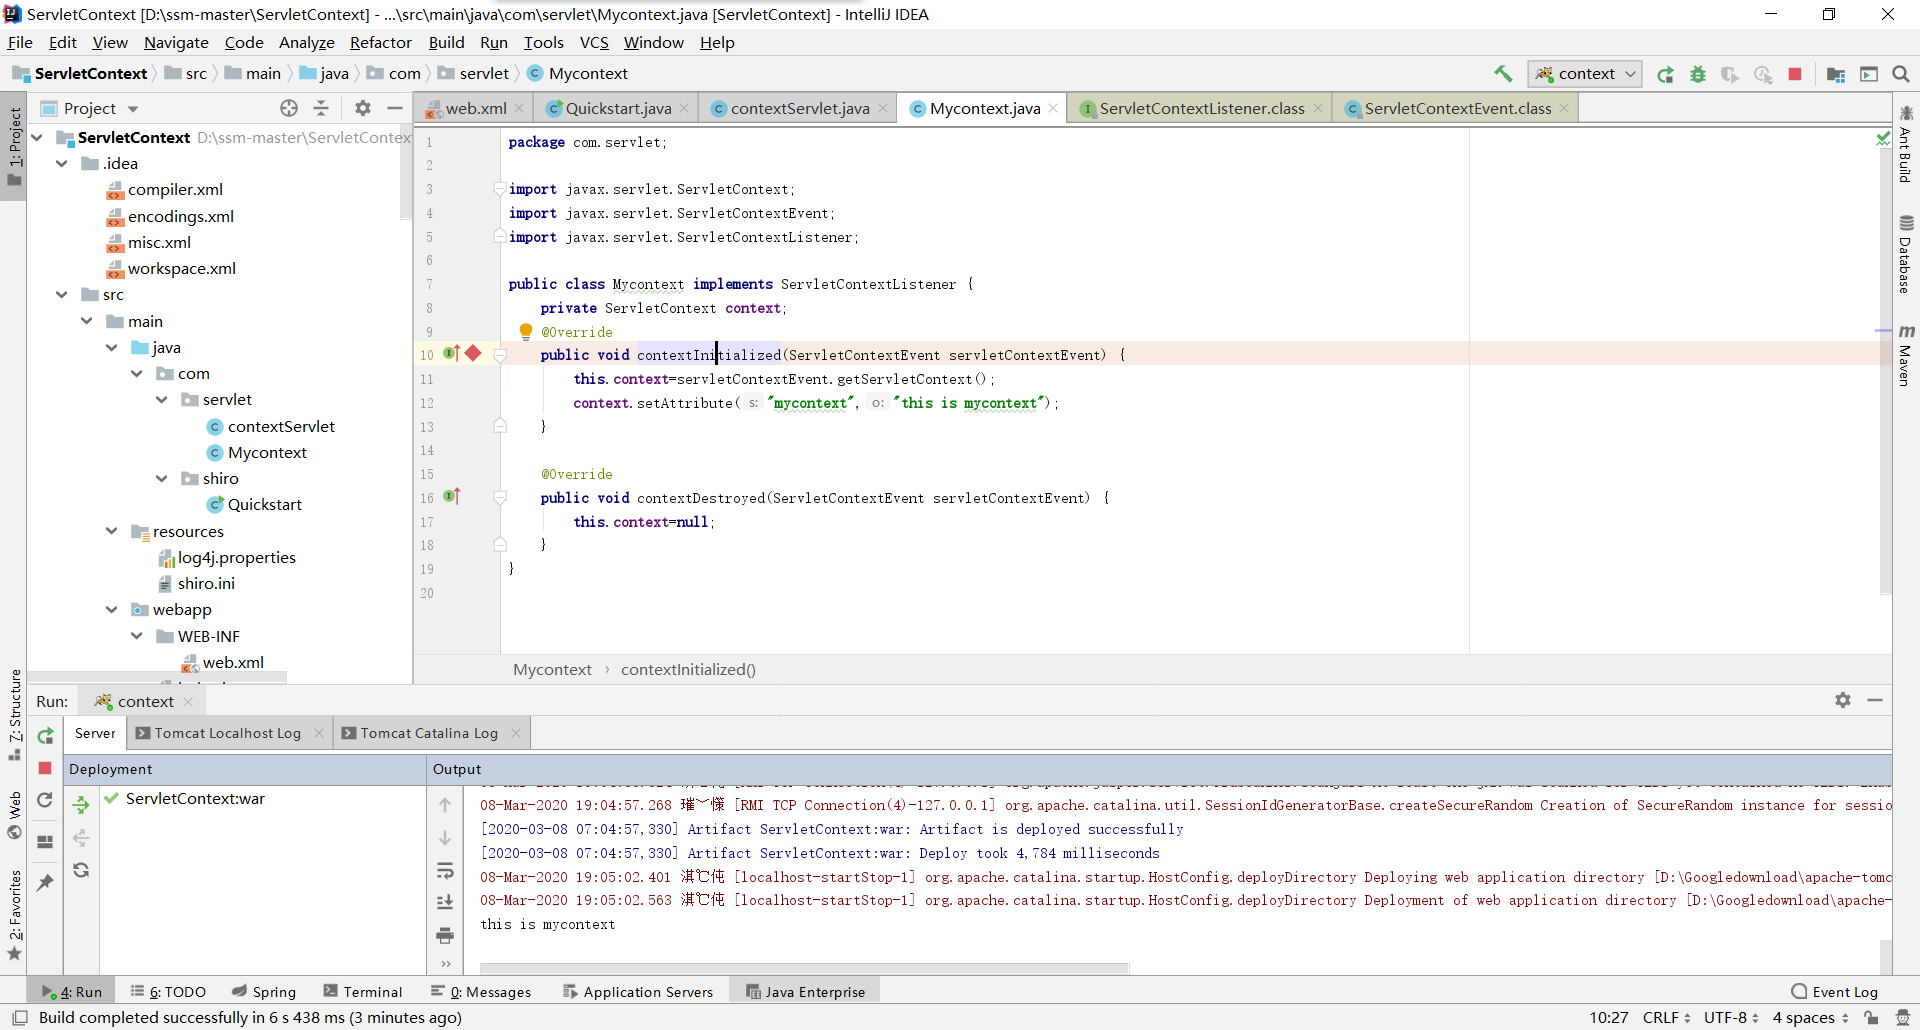 ServletContext [D:\ssm-master\ServletContext] - ...\src\main\java\com\servlet\Mycontext.java [ServletContext] - IntelliJ IDEA
File Edit View Navigate Code Analyze Refactor Build Run Tools VCS Window Help
ServletContext src main java com servlet Mycontext context
Project
web.xml Quickstart.java contextServlet.java Mycontext.java ServletContextListener.class ServletContextEvent.class
1: Project
Z: Structure
Web
2: Favorites
ServletContext D:\ssm-master\ServletContex
.idea
compiler.xml
encodings.xml
misc.xml
workspace.xml
src
main
java
com
servlet
contextServlet
Mycontext
shiro
Quickstart
resources
log4j.properties
shiro.ini
webapp
WEB-INF
web.xml
1 package com.servlet;
2
3 import javax.servlet.ServletContext;
4 import javax.servlet.ServletContextEvent;
5 import javax.servlet.ServletContextListener;
6
7 public class Mycontext implements ServletContextListener {
8 private ServletContext context;
9 @Override
10 public void contextInitialized(ServletContextEvent servletContextEvent) {
11 this.context=servletContextEvent.getServletContext();
12 context.setAttribute( s: "mycontext", o: "this is mycontext");
13 }
14
15 @Override
16 public void contextDestroyed(ServletContextEvent servletContextEvent) {
17 this.context=null;
18 }
19 }
20
Mycontext › contextInitialized()
Ant Build
Database
Maven
Run: context
Server Tomcat Localhost Log Tomcat Catalina Log
Deployment Output
ServletContext:war
08-Mar-2020 19:04:57.268 [RMI TCP Connection(4)-127.0.0.1] org.apache.catalina.util.SessionIdGeneratorBase.createSecureRandom Creation of SecureRandom instance for sessio
[2020-03-08 07:04:57,330] Artifact ServletContext:war: Artifact is deployed successfully
[2020-03-08 07:04:57,330] Artifact ServletContext:war: Deploy took 4,784 milliseconds
08-Mar-2020 19:05:02.401 [localhost-startStop-1] org.apache.catalina.startup.HostConfig.deployDirectory Deploying web application directory [D:\Googledownload\apache-tomc
08-Mar-2020 19:05:02.563 [localhost-startStop-1] org.apache.catalina.startup.HostConfig.deployDirectory Deployment of web application directory [D:\Googledownload\apache-
this is mycontext
4: Run 6: TODO Spring Terminal 0: Messages Application Servers Java Enterprise Event Log
Build completed successfully in 6 s 438 ms (3 minutes ago) 10:27 CRLF UTF-8 4 spaces